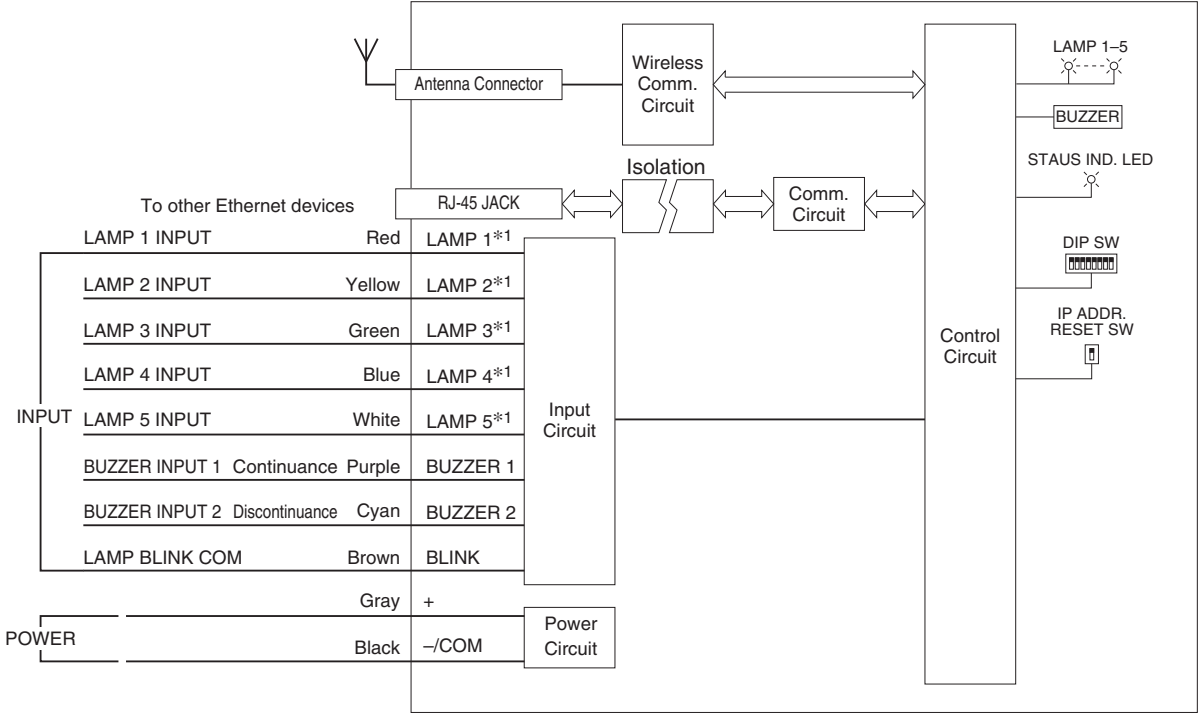 Antenna Connector
Wireless
Comm.
Circuit
LAMP 1–5
BUZZER
STAUS IND. LED
Isolation
RJ-45 JACK
Comm.
Circuit
To other Ethernet devices
LAMP 1 INPUT Red LAMP 1*1
LAMP 2 INPUT Yellow LAMP 2*1
LAMP 3 INPUT Green LAMP 3*1
LAMP 4 INPUT Blue LAMP 4*1
INPUT LAMP 5 INPUT White LAMP 5*1
BUZZER INPUT 1 Continuance Purple BUZZER 1
BUZZER INPUT 2 Discontinuance Cyan BUZZER 2
LAMP BLINK COM Brown BLINK
Input
Circuit
DIP SW
IP ADDR.
RESET SW
Control
Circuit
Gray +
POWER
Black –/COM
Power
Circuit